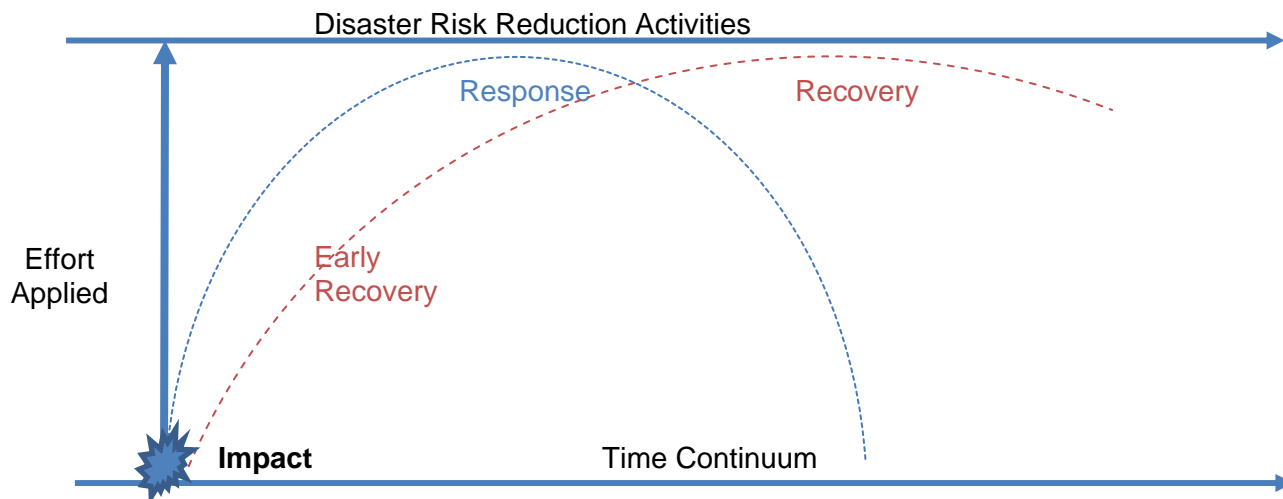 Disaster Risk Reduction Activities
Response
Recovery
Effort
Applied
Early
Recovery
Impact
Time Continuum